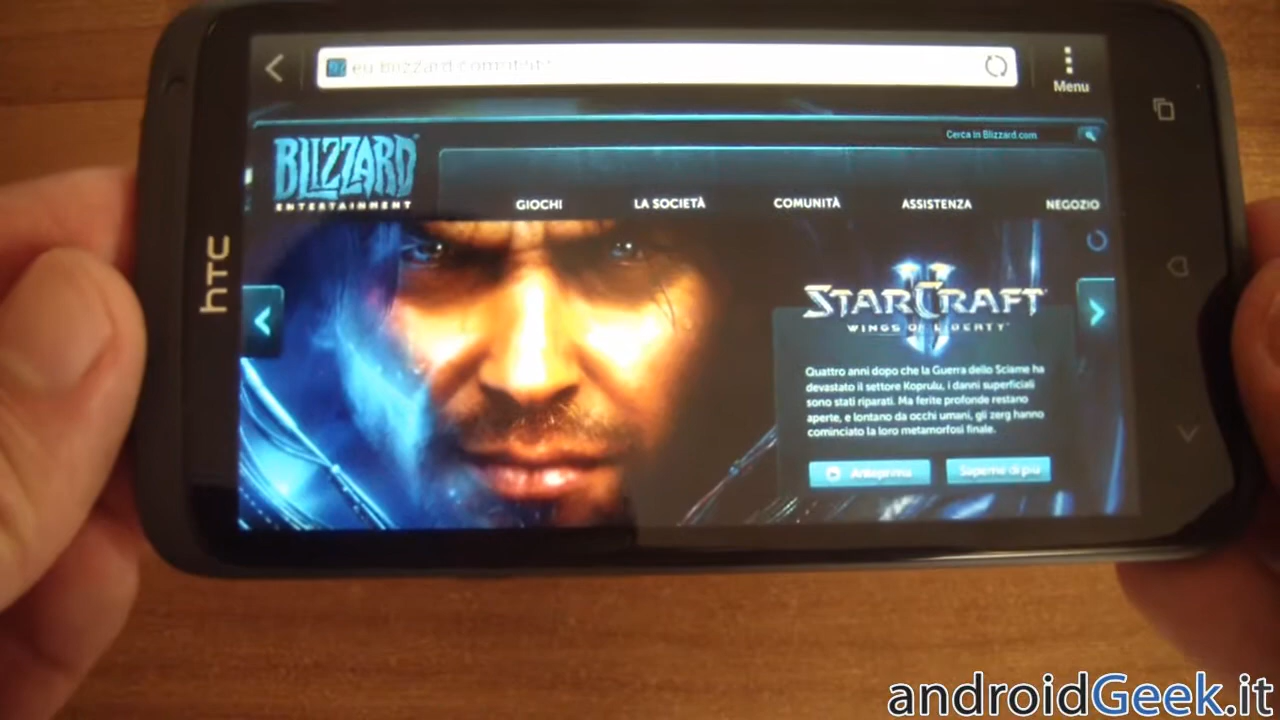 Menu
Cerca in Blizzard.com
BLIZZARD
ENTERTAINMENT
GIOCHI LA SOCIETÀ COMUNITÀ ASSISTENZA NEGOZIO
hTC
STARCRAFT
II
WINGS OF LIBERTY
Quattro anni dopo che la Guerra dello Sciame ha
devastato il settore Koprulu, i danni superficiali
sono stati riparati. Ma ferite profonde restano
aperte, e lontano da occhi umani, gli zerg hanno
cominciato la loro metamorfosi finale.
Anteprima Saperne di più
androidGeek.it